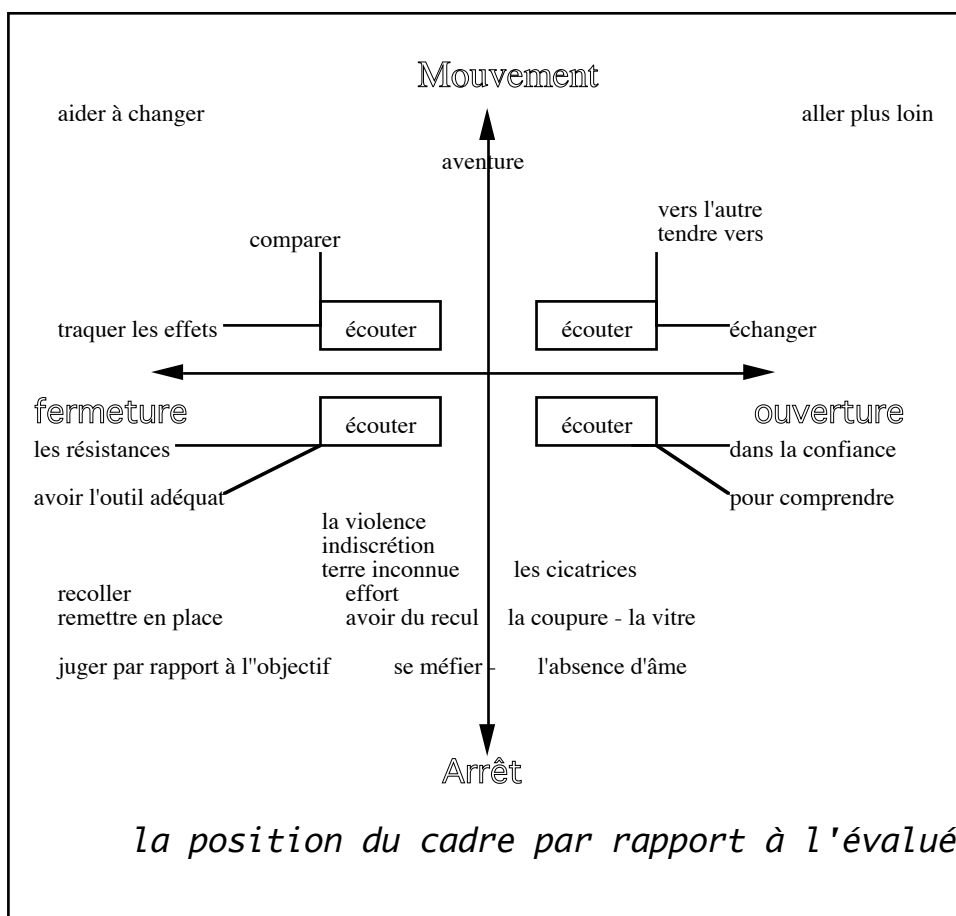 Mouvement
aider à changer
aller plus loin
aventure
vers l'autre
tendre vers
comparer
traquer les effets
écouter
écouter
échanger
fermeture
écouter
écouter
ouverture
les résistances
dans la confiance
avoir l'outil adéquat
pour comprendre
la violence
indiscrétion
terre inconnue
les cicatrices
recoller
effort
remettre en place
avoir du recul
la coupure - la vitre
juger par rapport à l"objectif
se méfier -
l'absence d'âme
Arrêt
la position du cadre par rapport à l'évalué